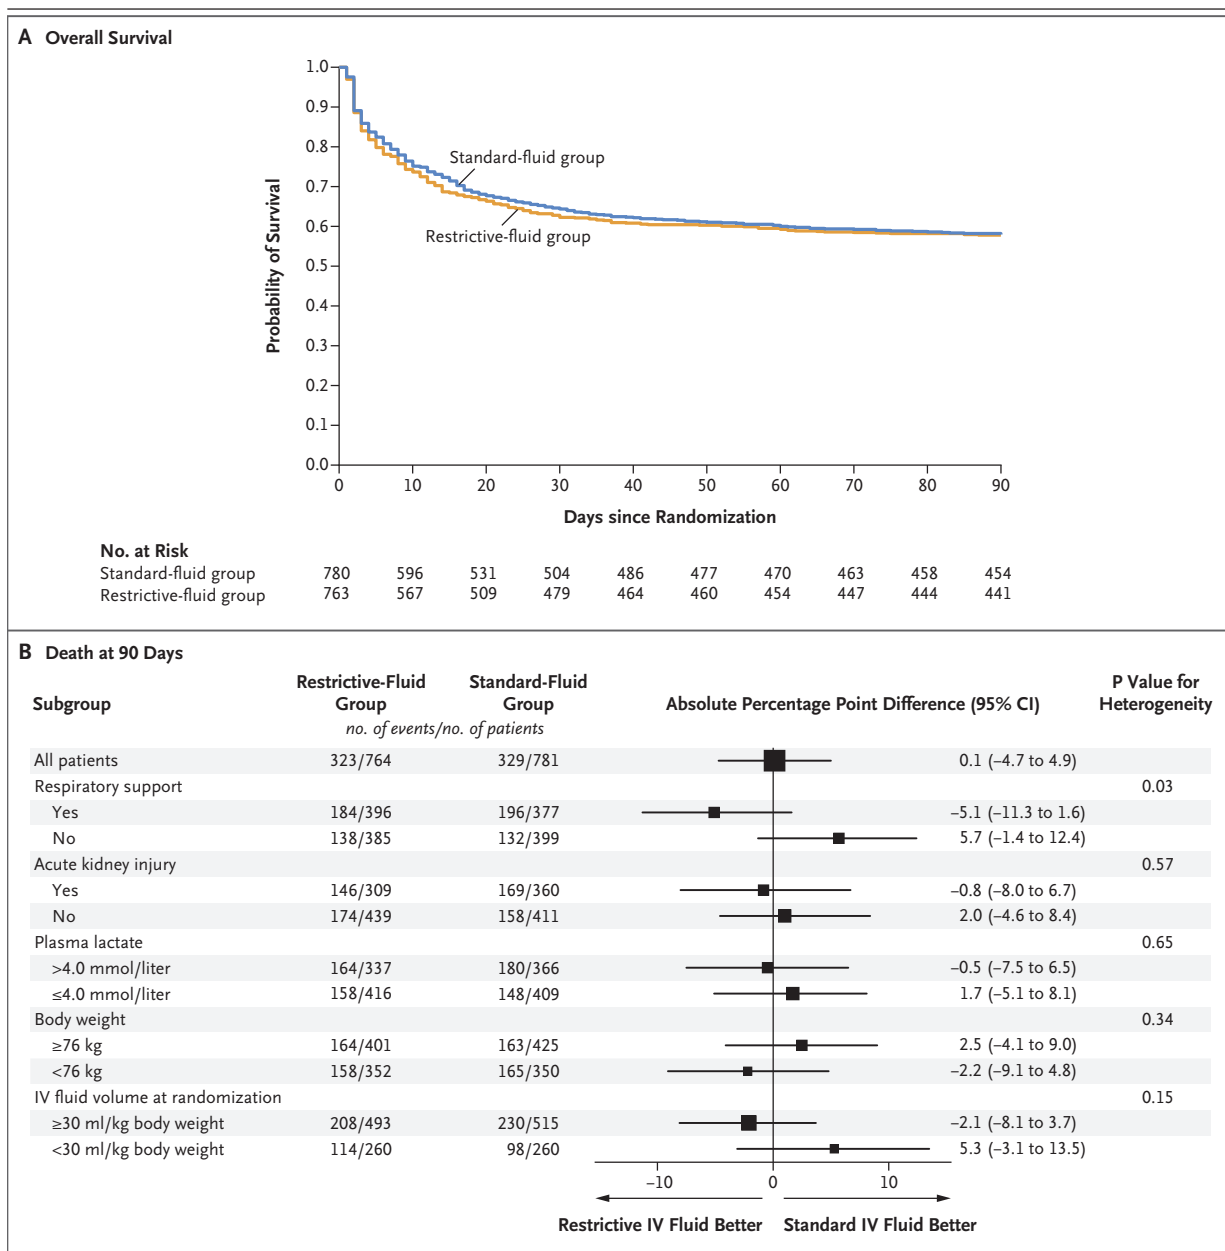 A Overall Survival
1.0
0.9
0.8
0.7
0.6
0.5
0.4
0.3
0.2
0.1
0.0
Probability of Survival
Standard-fluid group
Restrictive-fluid group
0 10 20 30 40 50 60 70 80 90
Days since Randomization
No. at Risk
Standard-fluid group 780 596 531 504 486 477 470 463 458 454
Restrictive-fluid group 763 567 509 479 464 460 454 447 444 441
B Death at 90 Days
Subgroup Restrictive-Fluid Group Standard-Fluid Group Absolute Percentage Point Difference (95% CI) P Value for Heterogeneity
no. of events/no. of patients
All patients 323/764 329/781 0.1 (–4.7 to 4.9)
Respiratory support 0.03
Yes 184/396 196/377 –5.1 (–11.3 to 1.6)
No 138/385 132/399 5.7 (–1.4 to 12.4)
Acute kidney injury 0.57
Yes 146/309 169/360 –0.8 (–8.0 to 6.7)
No 174/439 158/411 2.0 (–4.6 to 8.4)
Plasma lactate 0.65
>4.0 mmol/liter 164/337 180/366 –0.5 (–7.5 to 6.5)
≤4.0 mmol/liter 158/416 148/409 1.7 (–5.1 to 8.1)
Body weight 0.34
≥76 kg 164/401 163/425 2.5 (–4.1 to 9.0)
<76 kg 158/352 165/350 –2.2 (–9.1 to 4.8)
IV fluid volume at randomization 0.15
≥30 ml/kg body weight 208/493 230/515 –2.1 (–8.1 to 3.7)
<30 ml/kg body weight 114/260 98/260 5.3 (–3.1 to 13.5)
–10 0 10
Restrictive IV Fluid Better Standard IV Fluid Better